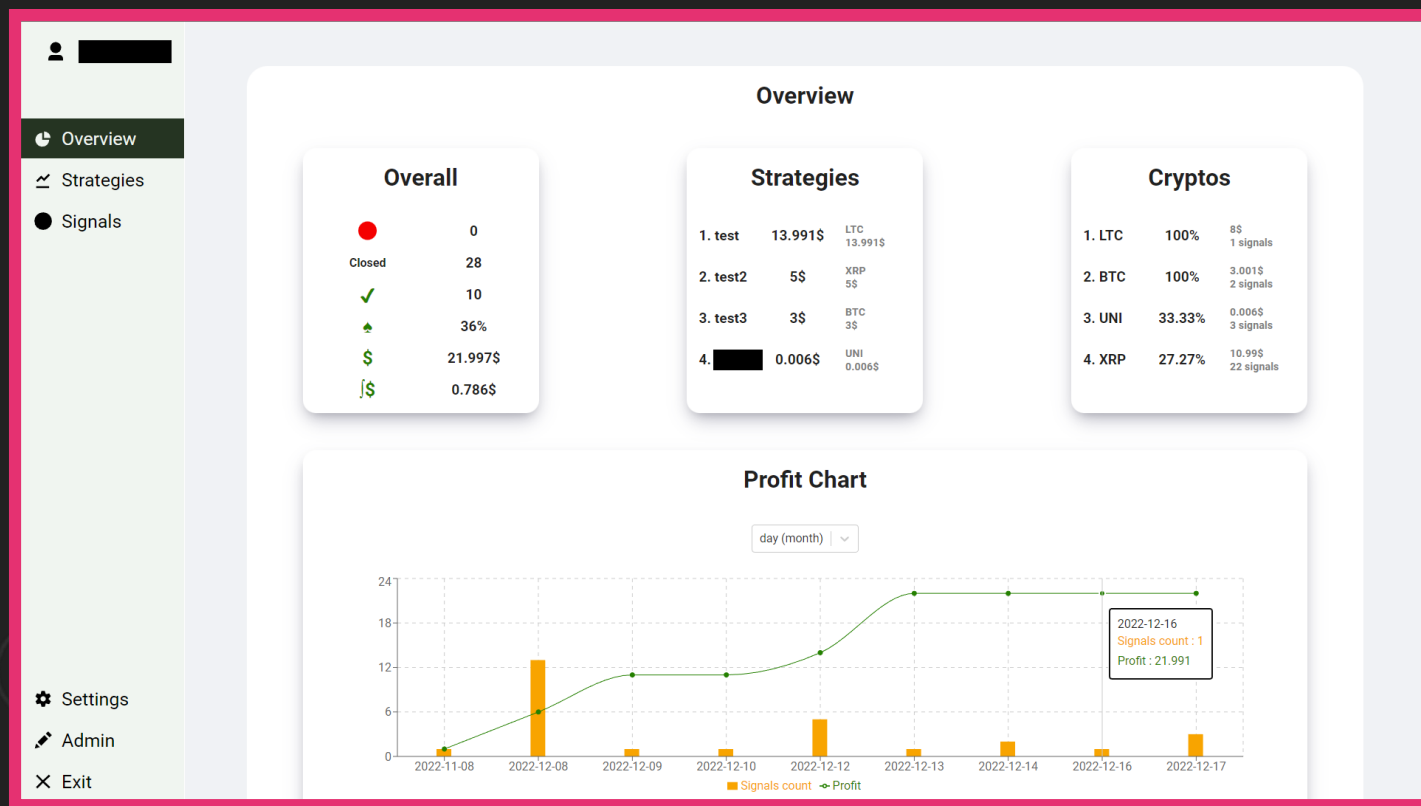 Overview
Strategies
Signals
Settings
Admin
Exit
Overview
Overall
0
Closed 28
10
36%
$ 21.997$
∫$ 0.786$
Strategies
1. test 13.991$ LTC
13.991$
2. test2 5$ XRP
5$
3. test3 3$ BTC
3$
4. 0.006$ UNI
0.006$
Cryptos
1. LTC 100% 8$
1 signals
2. BTC 100% 3.001$
2 signals
3. UNI 33.33% 0.006$
3 signals
4. XRP 27.27% 10.99$
22 signals
Profit Chart
day (month)
24
18
12
6
0
2022-12-16
Signals count : 1
Profit : 21.991
2022-11-08 2022-12-08 2022-12-09 2022-12-10 2022-12-12 2022-12-13 2022-12-14 2022-12-16 2022-12-17
Signals count Profit